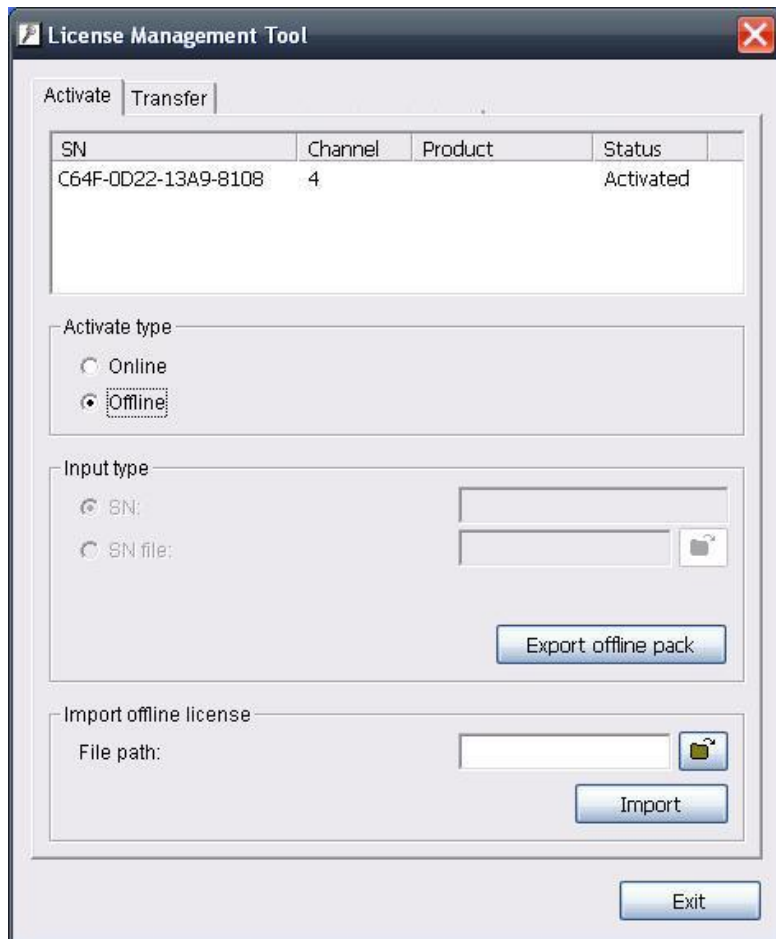 License Management Tool
Activate Transfer
SN Channel Product Status
C64F-0D22-13A9-8108 4 Activated
Activate type
Online
Offline
Input type
SN:
SN file:
Export offline pack
Import offline license
File path:
Import
Exit